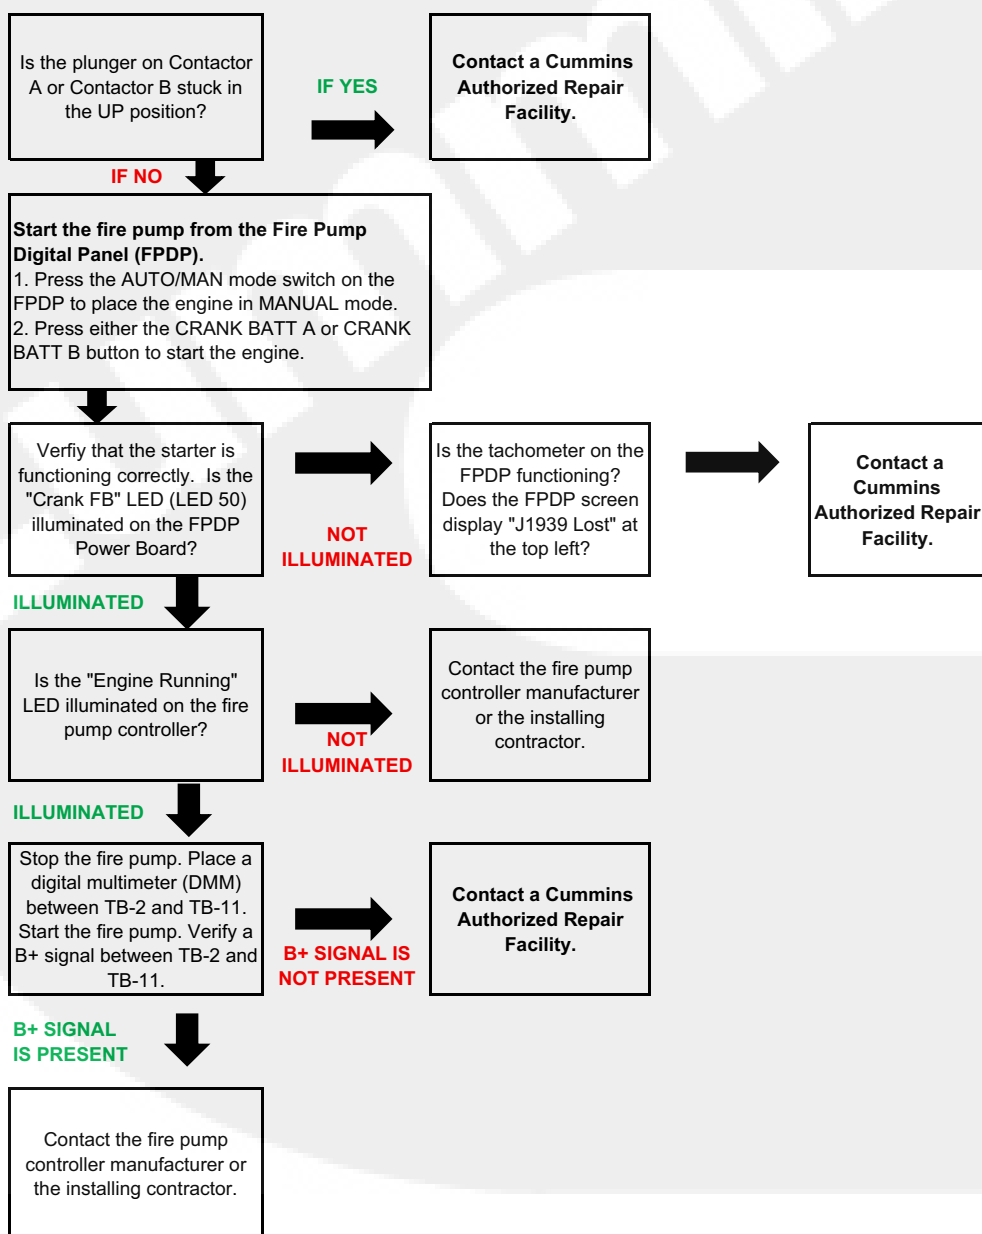 Is the plunger on Contactor
A or Contactor B stuck in
the UP position?
IF YES
Contact a Cummins
Authorized Repair
Facility.
IF NO
Start the fire pump from the Fire Pump
Digital Panel (FPDP).
1. Press the AUTO/MAN mode switch on the
FPDP to place the engine in MANUAL mode.
2. Press either the CRANK BATT A or CRANK
BATT B button to start the engine.
Verfiy that the starter is
functioning correctly.  Is the
"Crank FB" LED (LED 50)
illuminated on the FPDP
Power Board?
NOT
ILLUMINATED
Is the tachometer on the
FPDP functioning?
Does the FPDP screen
display "J1939 Lost" at
the top left?
Contact a
Cummins
Authorized Repair
Facility.
ILLUMINATED
Is the "Engine Running"
LED illuminated on the fire
pump controller?
NOT
ILLUMINATED
Contact the fire pump
controller manufacturer
or the installing
contractor.
ILLUMINATED
Stop the fire pump. Place a
digital multimeter (DMM)
between TB-2 and TB-11.
Start the fire pump. Verify a
B+ signal between TB-2 and
TB-11.
B+ SIGNAL IS
NOT PRESENT
Contact a Cummins
Authorized Repair
Facility.
B+ SIGNAL
IS PRESENT
Contact the fire pump
controller manufacturer or
the installing contractor.